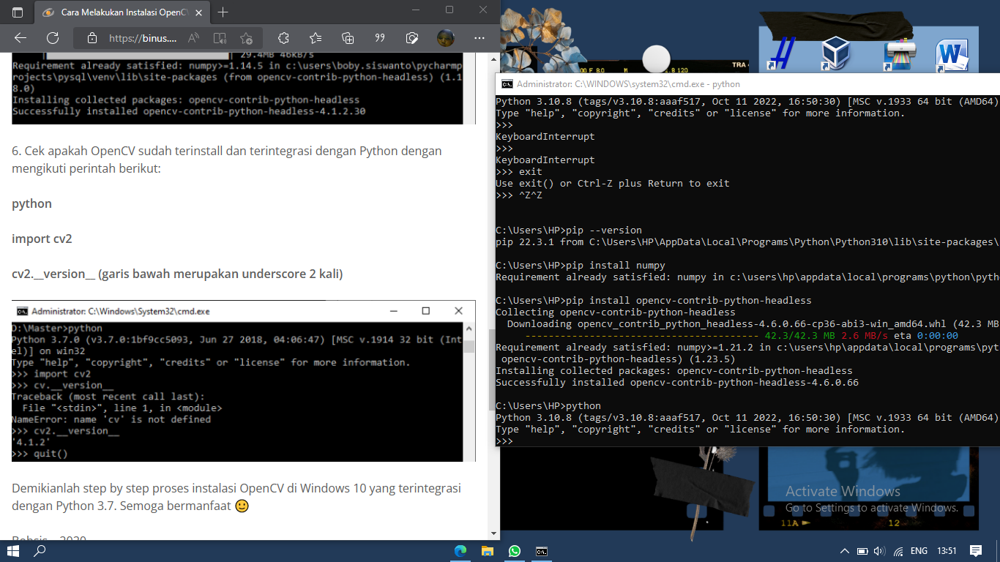 Cara Melakukan Instalasi OpenC
https://binus....
29.4MB 46kB/s
Requirement already satisfied: numpy>=1.14.5 in c:\users\boby.siswanto\pycharmp
rojects\pysql\venv\lib\site-packages (from opencv-contrib-python-headless) (1.1
8.0)
Installing collected packages: opencv-contrib-python-headless
Successfully installed opencv-contrib-python-headless-4.1.2.30
6. Cek apakah OpenCV sudah terinstall dan terintegrasi dengan Python dengan
mengikuti perintah berikut:
python
import cv2
cv2.__version__ (garis bawah merupakan underscore 2 kali)
Administrator: C:\Windows\System32\cmd.exe
D:\Master>python
Python 3.7.0 (v3.7.0:1bf9cc5093, Jun 27 2018, 04:06:47) [MSC v.1914 32 bit (Int
el)] on win32
Type "help", "copyright", "credits" or "license" for more information.
>>> import cv2
>>> cv.__version__
Traceback (most recent call last):
  File "<stdin>", line 1, in <module>
NameError: name 'cv' is not defined
>>> cv2.__version__
'4.1.2'
>>> quit()
Demikianlah step by step proses instalasi OpenCV di Windows 10 yang terintegrasi
dengan Python 3.7. Semoga bermanfaat 🙂
TRA
Administrator: C:\WINDOWS\system32\cmd.exe - python
Python 3.10.8 (tags/v3.10.8:aaaf517, Oct 11 2022, 16:50:30) [MSC v.1933 64 bit (AMD64)
Type "help", "copyright", "credits" or "license" for more information.
>>>
KeyboardInterrupt
>>>
KeyboardInterrupt
>>> exit
Use exit() or Ctrl-Z plus Return to exit
>>> ^Z^Z
C:\Users\HP>pip --version
pip 22.3.1 from C:\Users\HP\AppData\Local\Programs\Python\Python310\lib\site-packages\
C:\Users\HP>pip install numpy
Requirement already satisfied: numpy in c:\users\hp\appdata\local\programs\python\pyth
C:\Users\HP>pip install opencv-contrib-python-headless
Collecting opencv-contrib-python-headless
  Downloading opencv_contrib_python_headless-4.6.0.66-cp36-abi3-win_amd64.whl (42.3 MB
---------------------------------------- 42.3/42.3 MB 2.6 MB/s eta 0:00:00
Requirement already satisfied: numpy>=1.21.2 in c:\users\hp\appdata\local\programs\pyt
 opencv-contrib-python-headless) (1.23.5)
Installing collected packages: opencv-contrib-python-headless
Successfully installed opencv-contrib-python-headless-4.6.0.66
C:\Users\HP>python
Python 3.10.8 (tags/v3.10.8:aaaf517, Oct 11 2022, 16:50:30) [MSC v.1933 64 bit (AMD64)
Type "help", "copyright", "credits" or "license" for more information.
>>>
Activate Windows
Go to Settings to activate Windows.
11A
12
ENG
13:51